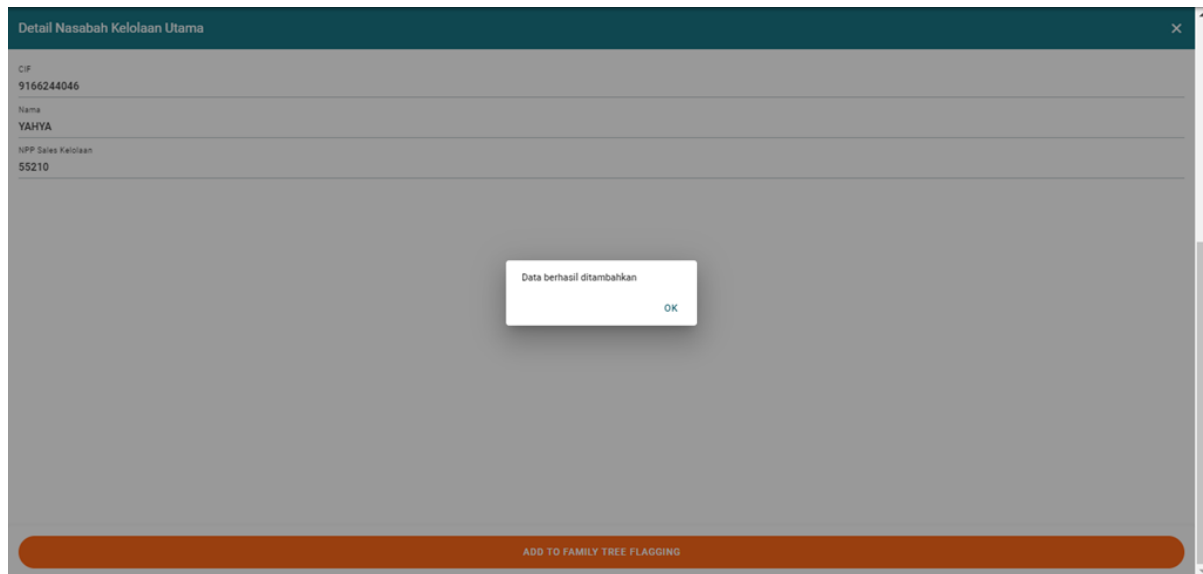 Detail Nasabah Kelolaan Utama
CIF
9166244046
Nama
YAHYA
NPP Sales Kelolaan
55210
Data berhasil ditambahkan
OK
ADD TO FAMILY TREE FLAGGING